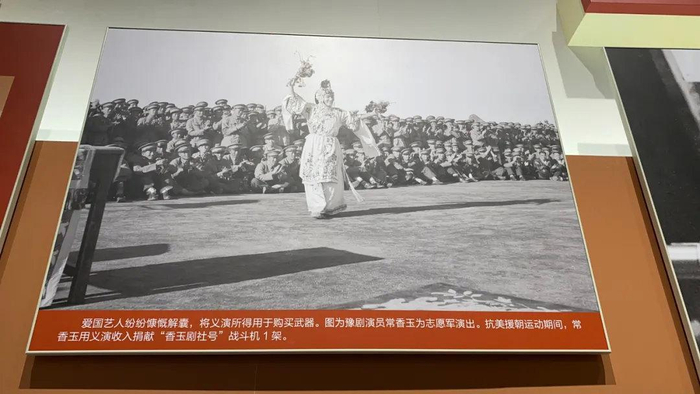 爱国艺人纷纷慷慨解囊，将义演所得用于购买武器。图为豫剧演员常香玉为志愿军演出。抗美援朝运动期间，常
香玉用义演收入捐献“香玉剧社号”战斗机1架。